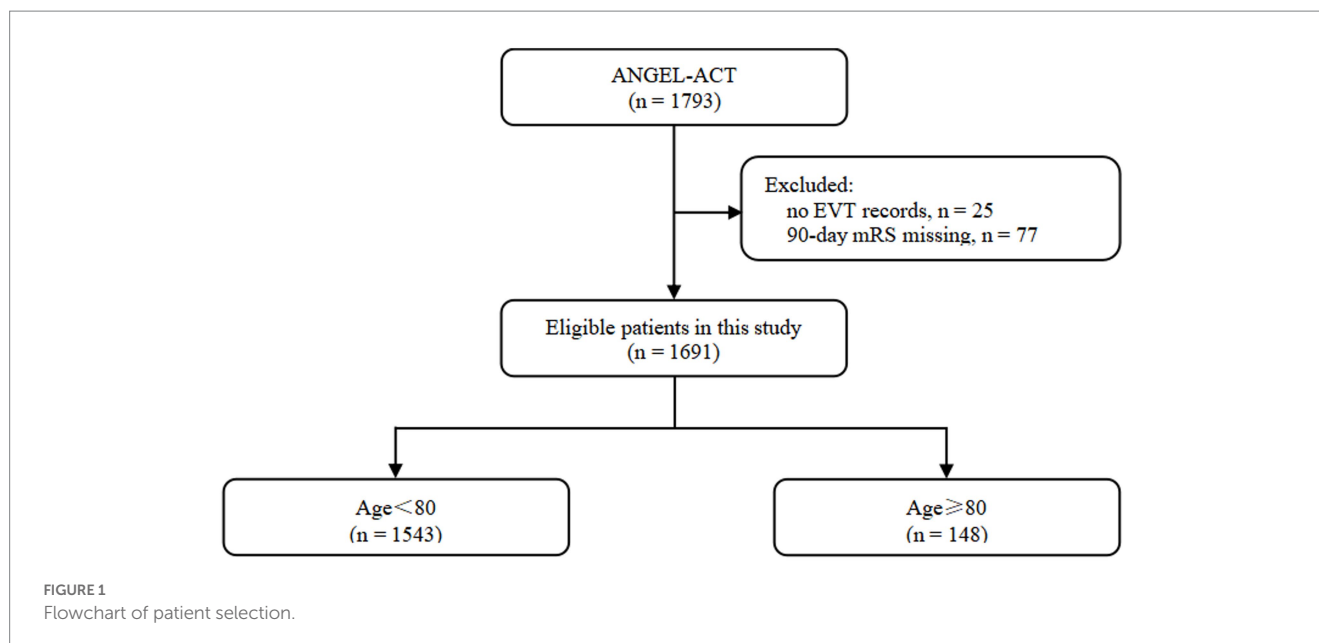 ANGEL-ACT
(n = 1793)
Excluded:
no EVT records, n = 25
90-day mRS missing, n = 77
Eligible patients in this study
(n = 1691)
Age＜80
(n = 1543)
Age≥80
(n = 148)
FIGURE 1
Flowchart of patient selection.